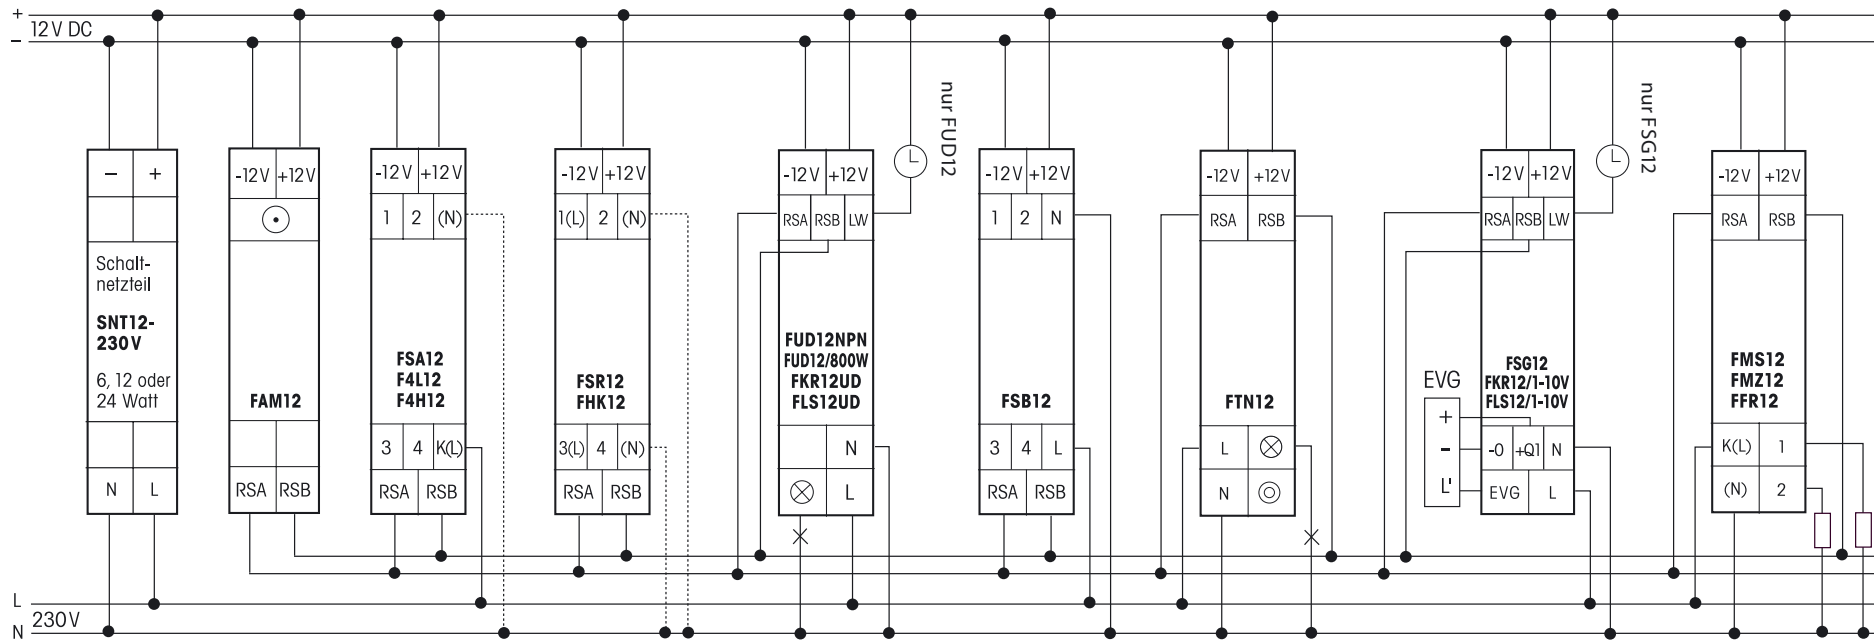 +
12V DC
–
– +
Schalt-
netzteil
SNT12-
230V
6, 12 oder
24 Watt
N L
-12V +12V
FAM12
RSA RSB
-12V +12V
1 2 (N)
FSA12
F4L12
F4H12
3 4 K(L)
RSA RSB
-12V +12V
1(L) 2 (N)
FSR12
FHK12
3(L) 4 (N)
RSA RSB
nur FUD12
-12V +12V
RSA RSB LW
FUD12NPN
FUD12/800W
FKR12UD
FLS12UD
N
L
-12V +12V
1 2 N
FSB12
3 4 L
RSA RSB
-12V +12V
RSA RSB
FTN12
L
N
nur FSG12
-12V +12V
RSA RSB LW
FSG12
FKR12/1-10V
FLS12/1-10V
EVG
+
-
L'
-0 +Q1 N
EVG L
-12V +12V
RSA RSB
FMS12
FMZ12
FFR12
K(L) 1
(N) 2
L
230V
N